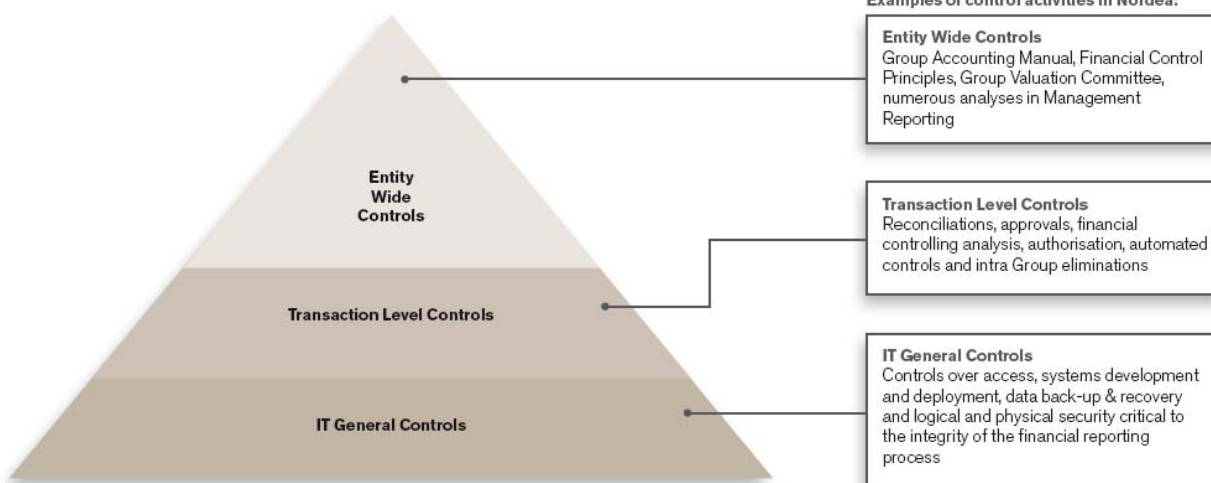 Examples of control activities in Nordea:
Entity Wide Controls
Group Accounting Manual, Financial Control
Principles, Group Valuation Committee,
numerous analyses in Management
Reporting
Entity
Wide
Controls
Transaction Level Controls
Reconciliations, approvals, financial
controlling analysis, authorisation, automated
controls and intra Group eliminations
Transaction Level Controls
IT General Controls
Controls over access, systems development
and deployment, data back-up & recovery
and logical and physical security critical to
the integrity of the financial reporting
process
IT General Controls